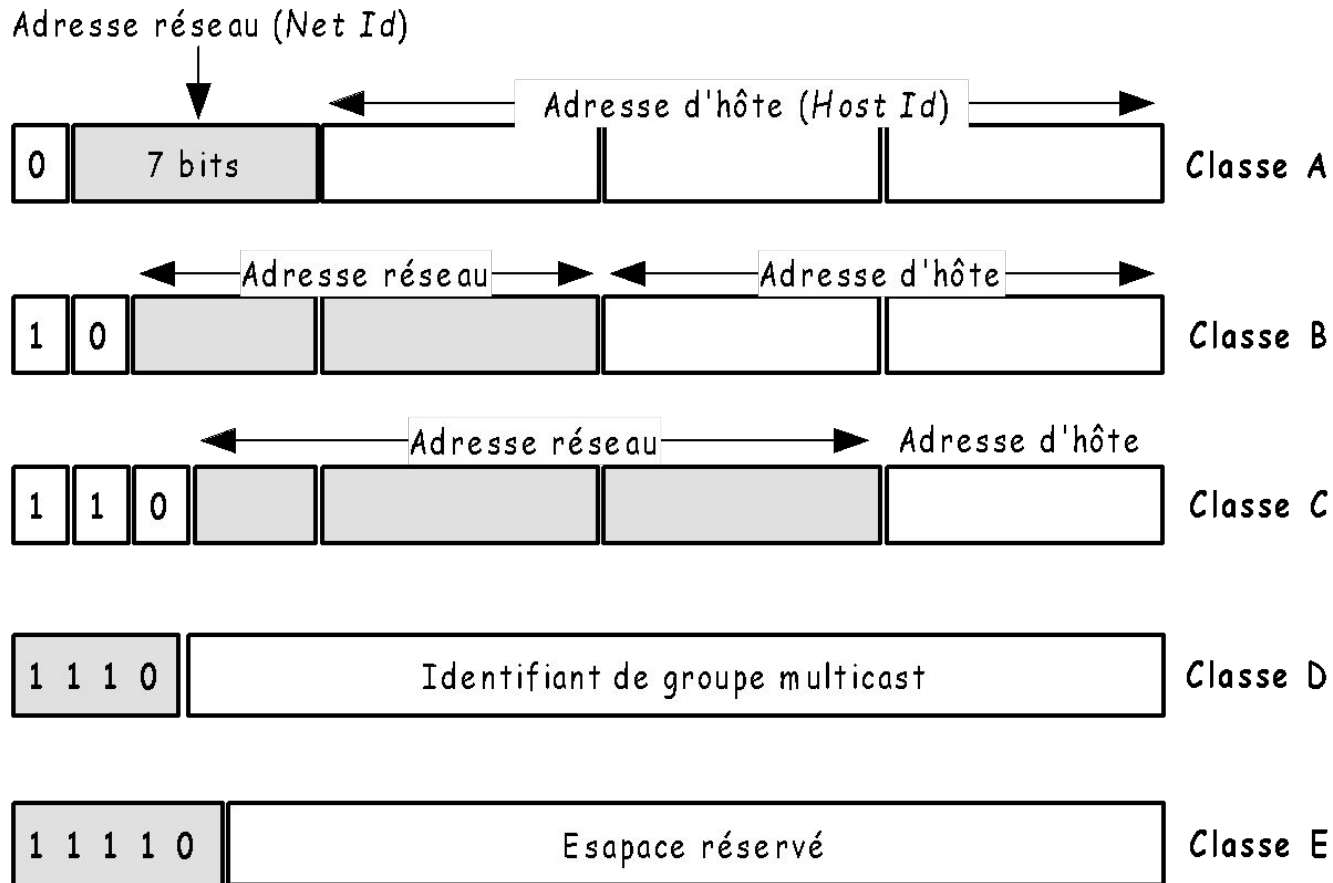 Adresse réseau (Net Id)
Adresse d'hôte (Host Id)
0 7 bits Classe A
Adresse réseau Adresse d'hôte
1 0 Classe B
Adresse réseau Adresse d'hôte
1 1 0 Classe C
1 1 1 0 Identifiant de groupe multicast Classe D
1 1 1 1 0 Esapace réservé Classe E